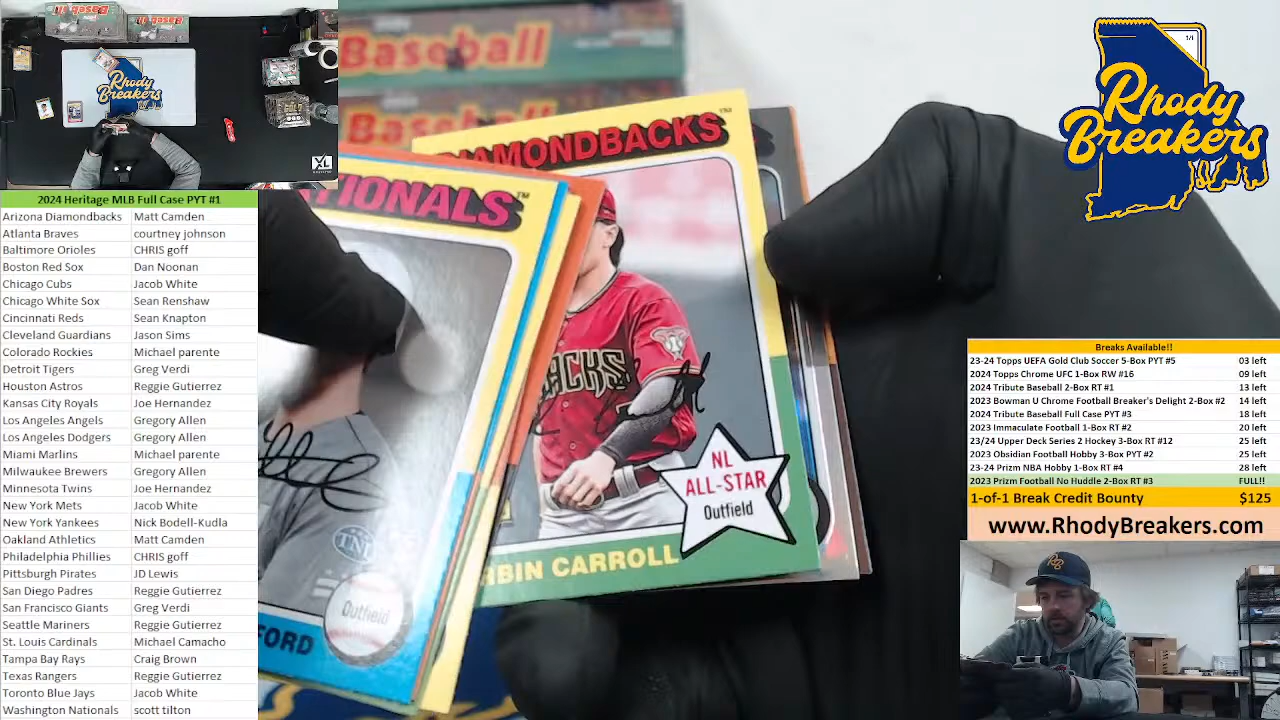 Baseball
Baseball
Baseball
Rhody
Breakers
XL
2024 Heritage MLB Full Case PYT #1
Arizona Diamondbacks Matt Camden
Atlanta Braves courtney johnson
Baltimore Orioles CHRIS goff
Boston Red Sox Dan Noonan
Chicago Cubs Jacob White
Chicago White Sox Sean Renshaw
Cincinnati Reds Sean Knapton
Cleveland Guardians Jason Sims
Colorado Rockies Michael parente
Detroit Tigers Greg Verdi
Houston Astros Reggie Gutierrez
Kansas City Royals Joe Hernandez
Los Angeles Angels Gregory Allen
Los Angeles Dodgers Gregory Allen
Miami Marlins Michael parente
Milwaukee Brewers Gregory Allen
Minnesota Twins Joe Hernandez
New York Mets Jacob White
New York Yankees Nick Bodell-Kudla
Oakland Athletics Matt Camden
Philadelphia Phillies CHRIS goff
Pittsburgh Pirates JD Lewis
San Diego Padres Reggie Gutierrez
San Francisco Giants Greg Verdi
Seattle Mariners Reggie Gutierrez
St. Louis Cardinals Michael Camacho
Tampa Bay Rays Craig Brown
Texas Rangers Reggie Gutierrez
Toronto Blue Jays Jacob White
Washington Nationals scott tilton
TIONALS™
Outfield
FORD
DIAMONDBACKS™
ACKS
NL
ALL-STAR
Outfield
RBIN CARROLL
1/1
Rhody
Breakers
Breaks Available!!
23-24 Topps UEFA Gold Club Soccer 5-Box PYT #5 03 left
2024 Topps Chrome UFC 1-Box RW #16 09 left
2024 Tribute Baseball 2-Box RT #1 13 left
2023 Bowman U Chrome Football Breaker's Delight 2-Box #2 14 left
2024 Tribute Baseball Full Case PYT #3 18 left
2023 Immaculate Football 1-Box RT #2 20 left
23/24 Upper Deck Series 2 Hockey 3-Box RT #12 25 left
2023 Obsidian Football Hobby 3-Box PYT #2 25 left
23-24 Prizm NBA Hobby 1-Box RT #4 28 left
2023 Prizm Football No Huddle 2-Box RT #3 FULL!!
1-of-1 Break Credit Bounty $125
www.RhodyBreakers.com